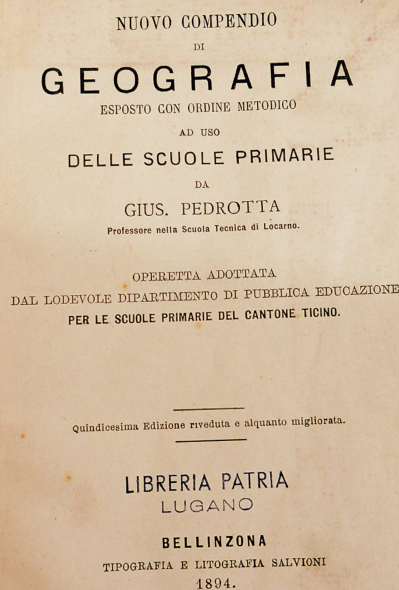 NUOVO COMPENDIO
DI
GEOGRAFIA
ESPOSTO CON ORDINE METODICO
AD USO
DELLE SCUOLE PRIMARIE
DA
GIUS. PEDROTTA
Professore nella Scuola Tecnica di Locarno.
OPERETTA ADOTTATA
DAL LODEVOLE DIPARTIMENTO DI PUBBLICA EDUCAZIONE
PER LE SCUOLE PRIMARIE DEL CANTONE TICINO.
Quindicesima Edizione riveduta e alquanto migliorata.
LIBRERIA PATRIA
LUGANO
BELLINZONA
TIPOGRAFIA E LITOGRAFIA SALVIONI
1894.